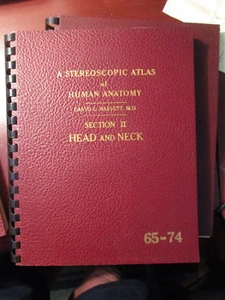 A STEREOSCOPIC ATLAS
of
HUMAN ANATOMY
DAVID L. BASSETT, M.D.
SECTION II
HEAD AND NECK
65-74